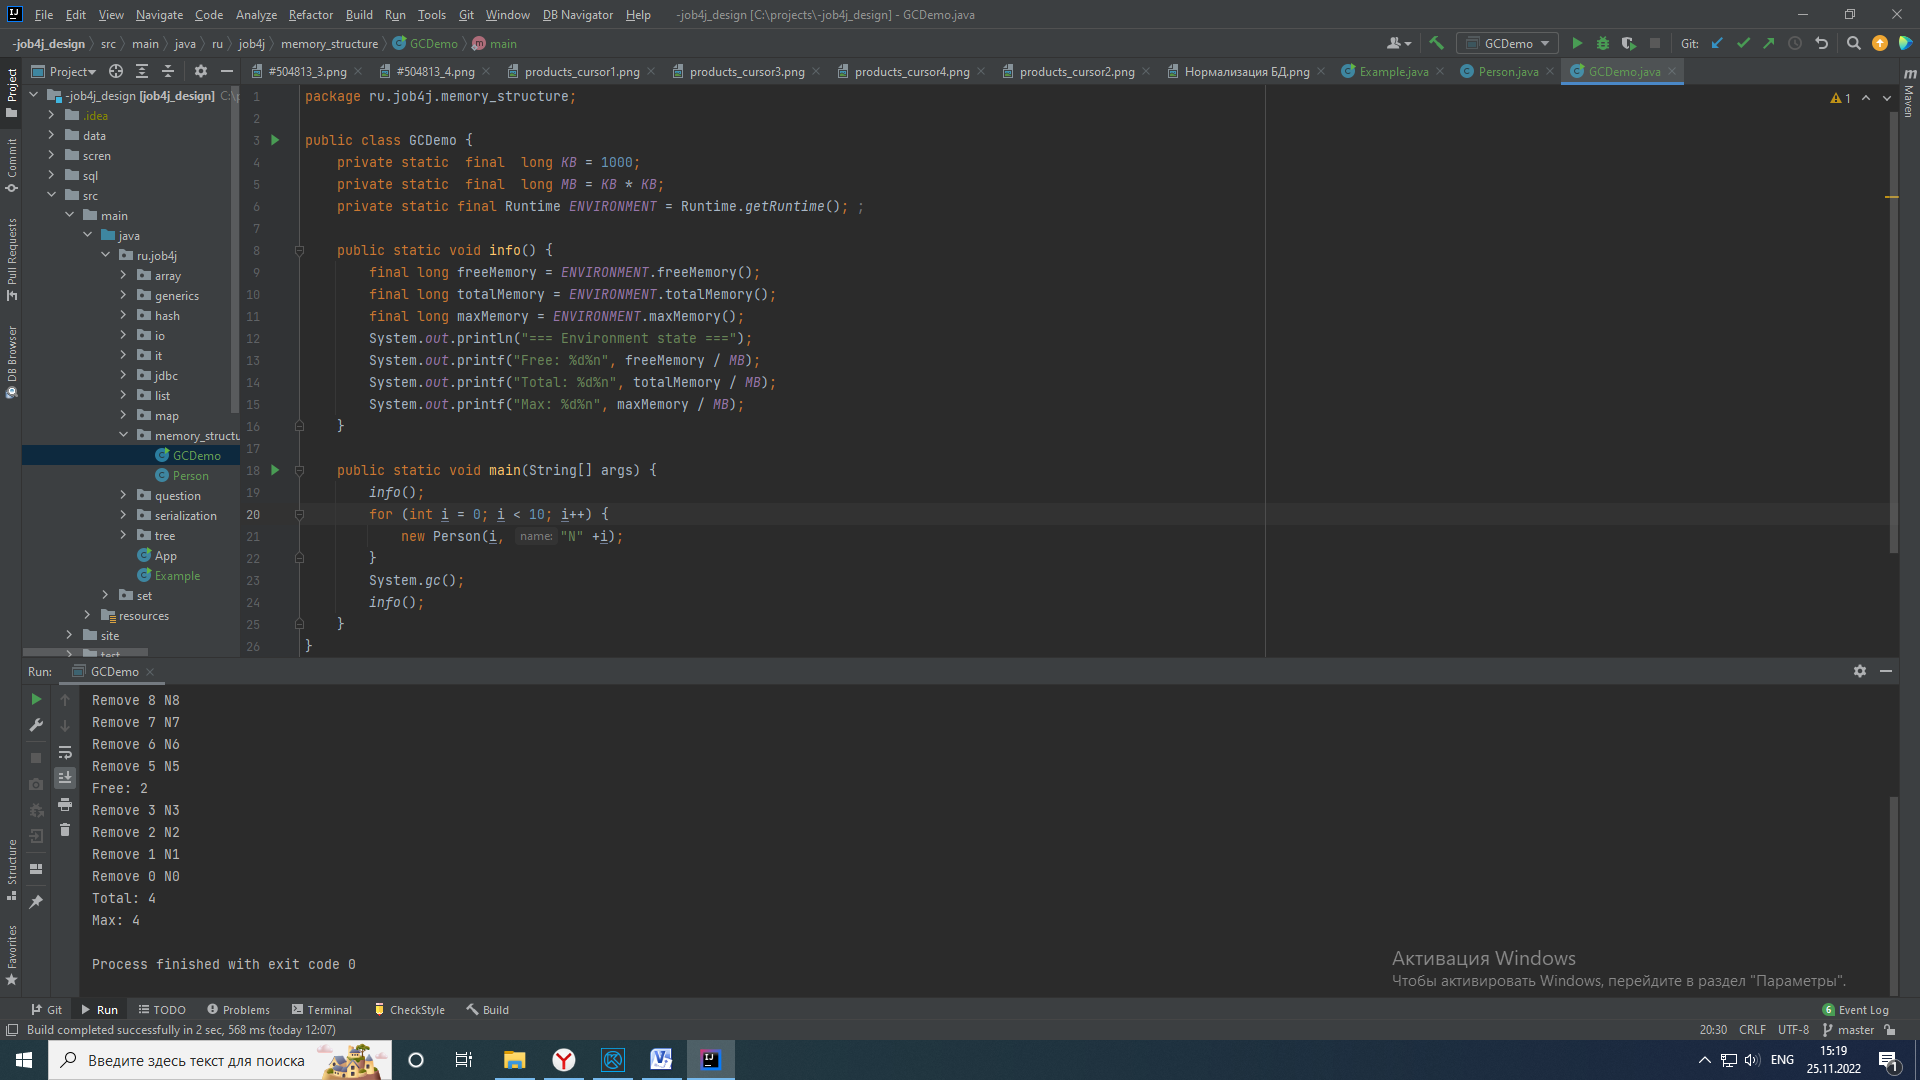 File Edit View Navigate Code Analyze Refactor Build Run Tools Git Window DB Navigator Help -job4j_design [C:\projects\-job4j_design] - GCDemo.java
-job4j_design src main java ru job4j memory_structure GCDemo main
GCDemo Git:
Project
#504813_3.png #504813_4.png products_cursor1.png products_cursor3.png products_cursor4.png products_cursor2.png Нормализация БД.png Example.java Person.java GCDemo.java
Project
Commit
Pull Requests
DB Browser
Structure
Favorites
Maven
-job4j_design [job4j_design] C:\p
.idea
data
scren
sql
src
main
java
ru.job4j
array
generics
hash
io
it
jdbc
list
map
memory_structu
GCDemo
Person
question
serialization
tree
App
Example
set
resources
site
test
1 package ru.job4j.memory_structure;
2
3 public class GCDemo {
4 private static  final  long KB = 1000;
5 private static  final  long MB = KB * KB;
6 private static final Runtime ENVIRONMENT = Runtime.getRuntime(); ;
7
8 public static void info() {
9 final long freeMemory = ENVIRONMENT.freeMemory();
10 final long totalMemory = ENVIRONMENT.totalMemory();
11 final long maxMemory = ENVIRONMENT.maxMemory();
12 System.out.println("=== Environment state ===");
13 System.out.printf("Free: %d%n", freeMemory / MB);
14 System.out.printf("Total: %d%n", totalMemory / MB);
15 System.out.printf("Max: %d%n", maxMemory / MB);
16 }
17
18 public static void main(String[] args) {
19 info();
20 for (int i = 0; i < 10; i++) {
21 new Person(i, name: "N" +i);
22 }
23 System.gc();
24 info();
25 }
26 }
1
Run: GCDemo
Remove 8 N8
Remove 7 N7
Remove 6 N6
Remove 5 N5
Free: 2
Remove 3 N3
Remove 2 N2
Remove 1 N1
Remove 0 N0
Total: 4
Max: 4
Process finished with exit code 0
Активация Windows
Чтобы активировать Windows, перейдите в раздел "Параметры".
Git Run TODO Problems Terminal CheckStyle Build 6 Event Log
Build completed successfully in 2 sec, 568 ms (today 12:07) 20:30 CRLF UTF-8 master
Введите здесь текст для поиска
ENG
15:19
25.11.2022
1